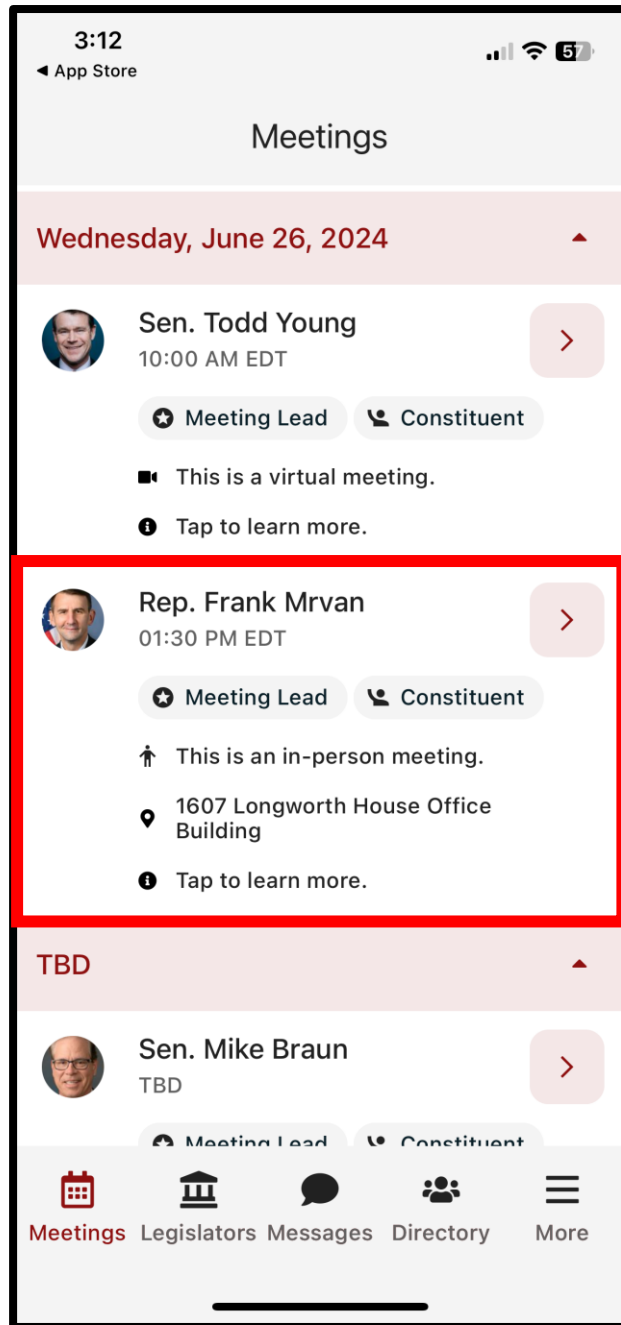 3:12
57
◀ App Store
Meetings
Wednesday, June 26, 2024
Sen. Todd Young
10:00 AM EDT
Meeting Lead Constituent
This is a virtual meeting.
Tap to learn more.
Rep. Frank Mrvan
01:30 PM EDT
Meeting Lead Constituent
This is an in-person meeting.
1607 Longworth House Office
Building
Tap to learn more.
TBD
Sen. Mike Braun
TBD
Meeting Lead Constituent
Meetings Legislators Messages Directory More